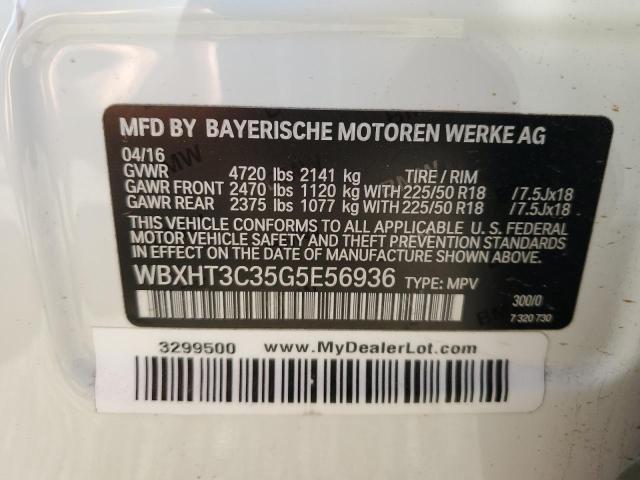 MFD BY BAYERISCHE MOTOREN WERKE AG
04/16
GVWR 4720 lbs 2141 kg TIRE / RIM
GAWR FRONT 2470 lbs 1120 kg WITH 225/50 R18 /7.5Jx18
GAWR REAR 2375 lbs 1077 kg WITH 225/50 R18 /7.5Jx18
THIS VEHICLE CONFORMS TO ALL APPLICABLE U. S. FEDERAL
MOTOR VEHICLE SAFETY AND THEFT PREVENTION STANDARDS
IN EFFECT ON THE DATE OF MANUFACTURE SHOWN ABOVE.
WBXHT3C35G5E56936 TYPE: MPV
300/0
7 320 730
3299500 www.MyDealerLot.com